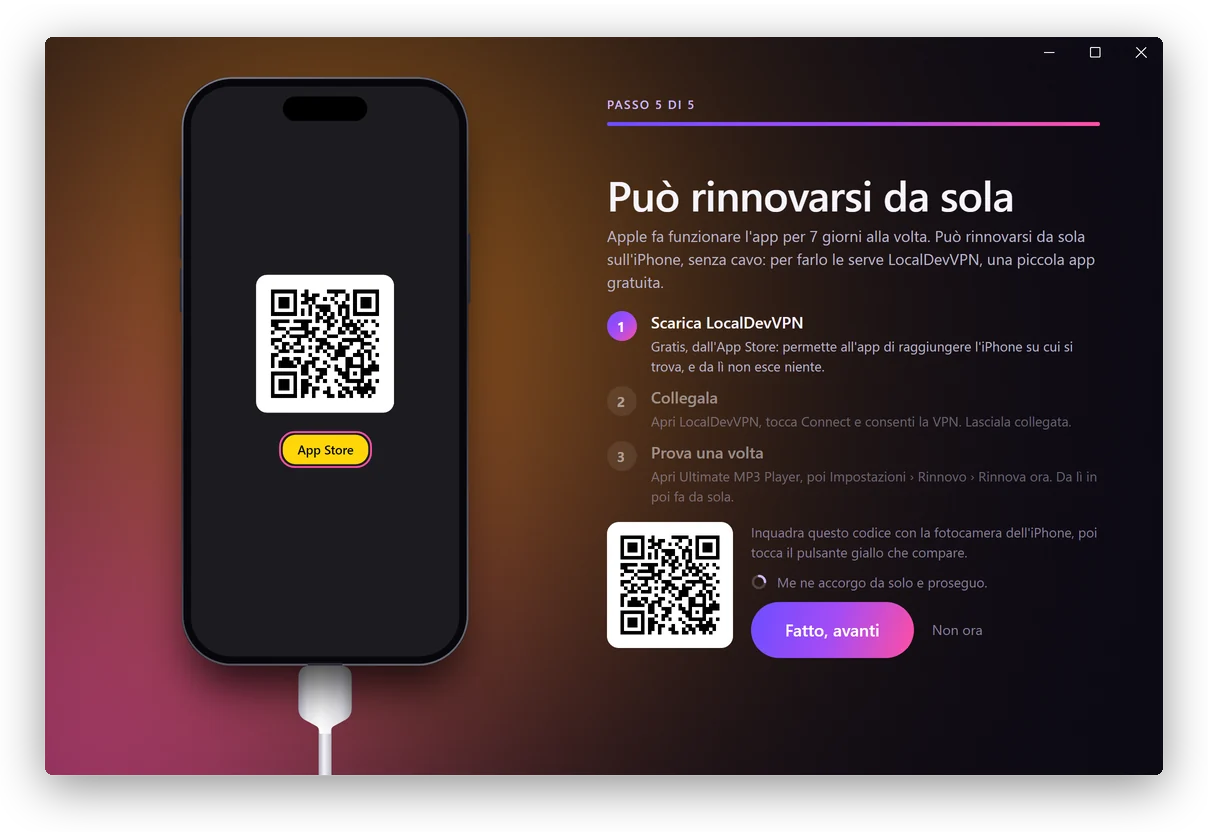 PASSO 5 DI 5
Può rinnovarsi da sola
Apple fa funzionare l'app per 7 giorni alla volta. Può rinnovarsi da sola
sull'iPhone, senza cavo: per farlo le serve LocalDevVPN, una piccola app
gratuita.
1
Scarica LocalDevVPN
Gratis, dall'App Store: permette all'app di raggiungere l'iPhone su cui si
trova, e da lì non esce niente.
2
Collegala
Apri LocalDevVPN, tocca Connect e consenti la VPN. Lasciala collegata.
3
Prova una volta
Apri Ultimate MP3 Player, poi Impostazioni › Rinnovo › Rinnova ora. Da lì in
poi fa da sola.
Inquadra questo codice con la fotocamera dell'iPhone, poi
tocca il pulsante giallo che compare.
Me ne accorgo da solo e proseguo.
Fatto, avanti
Non ora
App Store